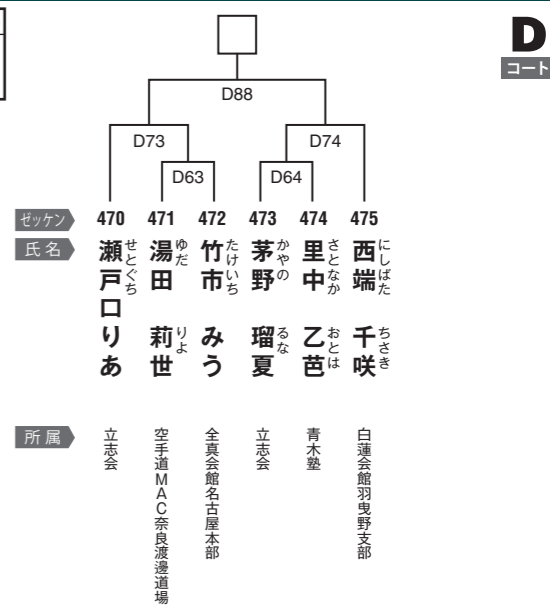 D
コート
D88
D73
D74
D63
D64
ゼッケン
470
471
472
473
474
475
氏名
瀬戸口りあ
せとぐち
湯田 莉世
ゆだ りよ
竹市 みう
たけいち
茅野 瑠夏
かやの るな
里中 乙芭
さとなか おとは
西端 千咲
にしばた ちさき
所属
立志会
空手道MAC奈良渡邊道場
全真会館名古屋本部
立志会
青木塾
白蓮会館羽曳野支部